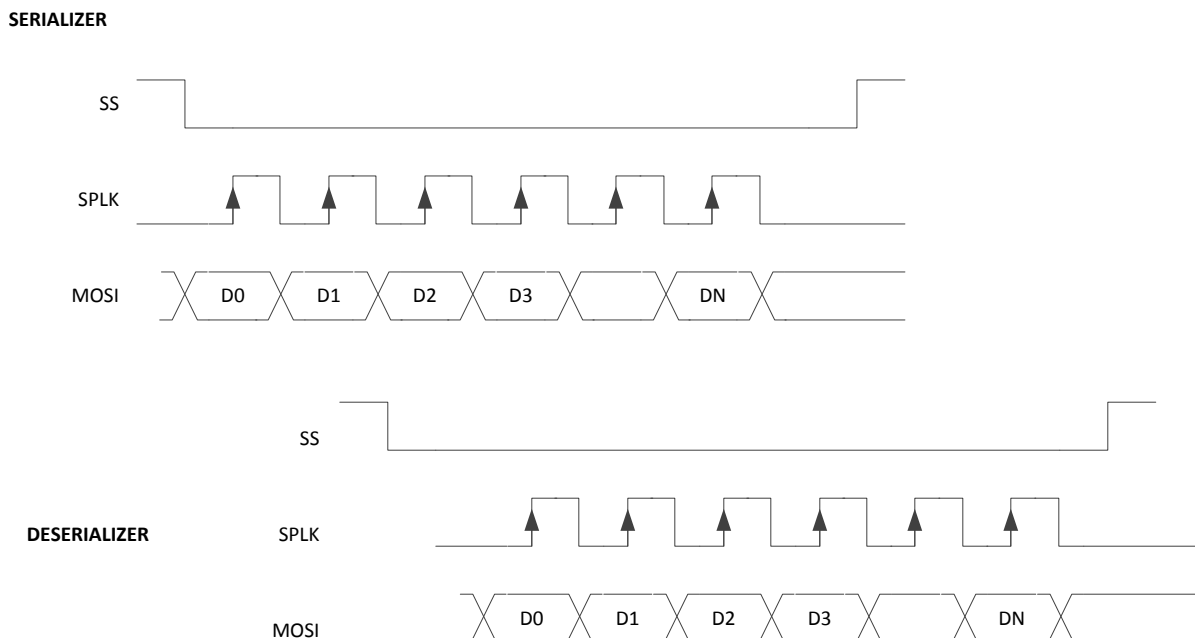 SERIALIZER
SS
SPLK
MOSI D0 D1 D2 D3 DN
SS
DESERIALIZER SPLK
MOSI D0 D1 D2 D3 DN